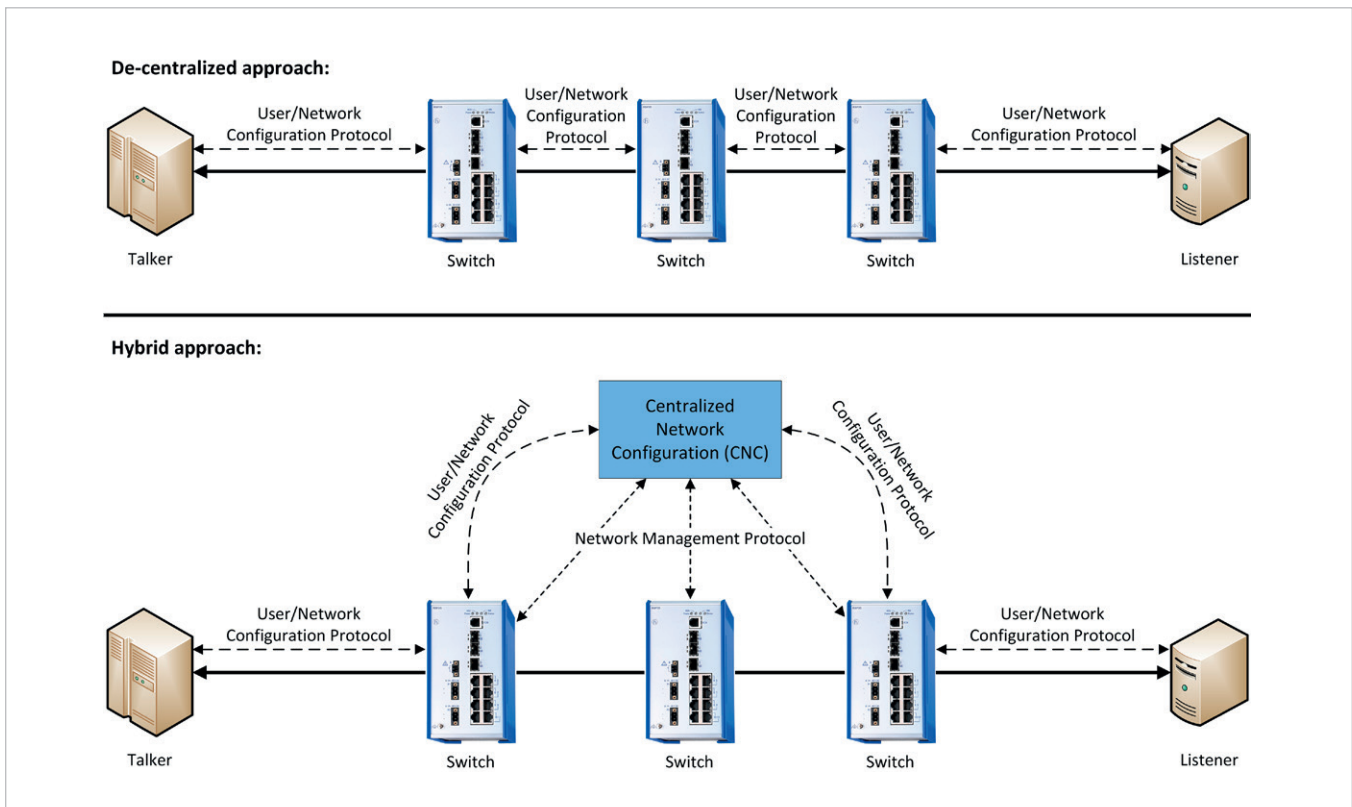 De-centralized approach:
User/Network
Configuration Protocol
User/Network
Configuration
Protocol
User/Network
Configuration
Protocol
User/Network
Configuration Protocol
Talker
Switch
Switch
Switch
Listener
Hybrid approach:
Centralized
Network
Configuration (CNC)
User/Network
Configuration Protocol
User/Network
Configuration Protocol
Network Management Protocol
User/Network
Configuration Protocol
User/Network
Configuration Protocol
Talker
Switch
Switch
Switch
Listener